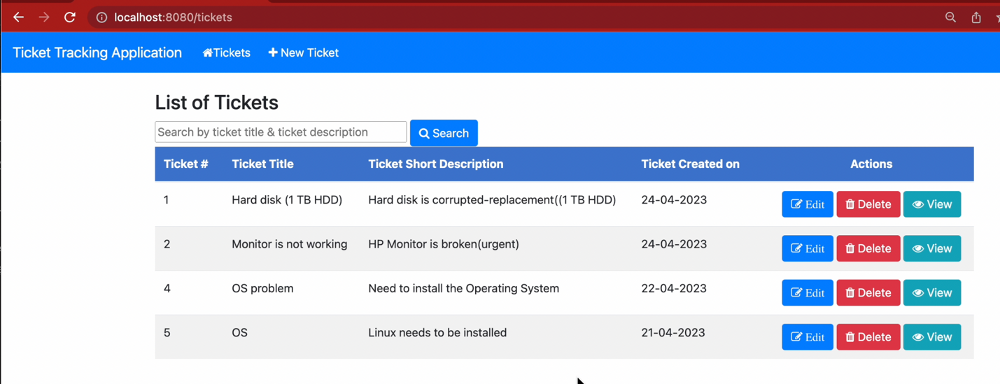 localhost:8080/tickets
Ticket Tracking Application Tickets New Ticket
List of Tickets
Search by ticket title & ticket description Search
Ticket # Ticket Title Ticket Short Description Ticket Created on Actions
1 Hard disk (1 TB HDD) Hard disk is corrupted-replacement((1 TB HDD) 24-04-2023 Edit Delete View
2 Monitor is not working HP Monitor is broken(urgent) 24-04-2023 Edit Delete View
4 OS problem Need to install the Operating System 22-04-2023 Edit Delete View
5 OS Linux needs to be installed 21-04-2023 Edit Delete View